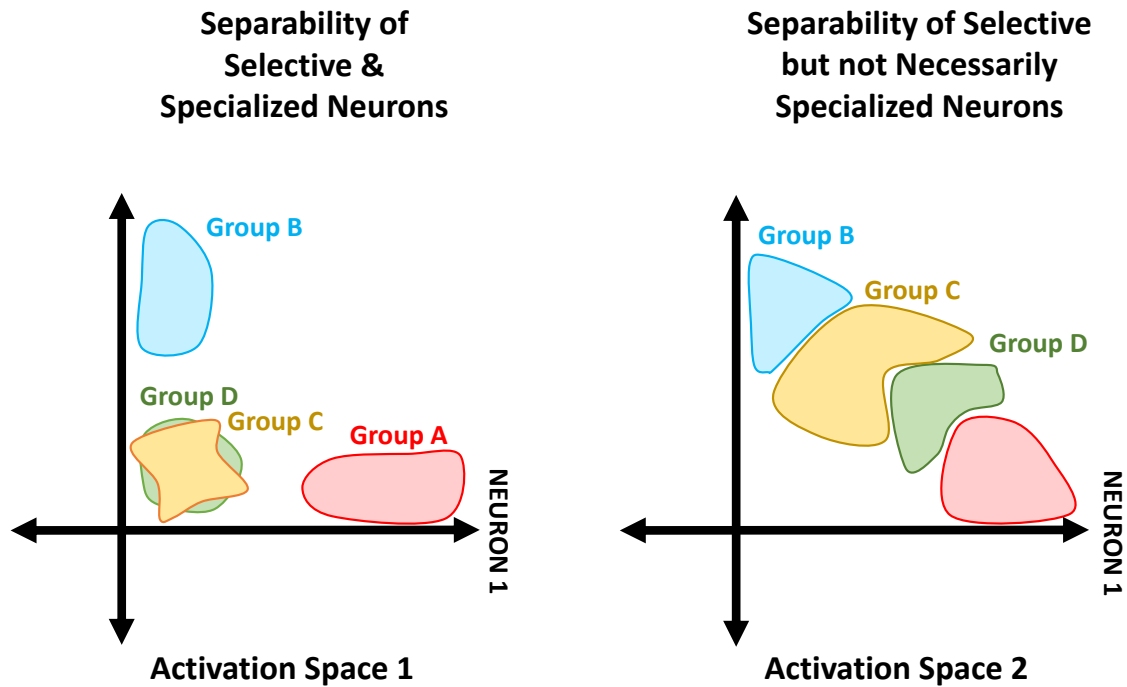 Separability of
Selective &
Specialized Neurons
Group B
Group D
Group C
Group A
NEURON 1
Activation Space 1
Separability of Selective
but not Necessarily
Specialized Neurons
Group B
Group C
Group D
NEURON 1
Activation Space 2